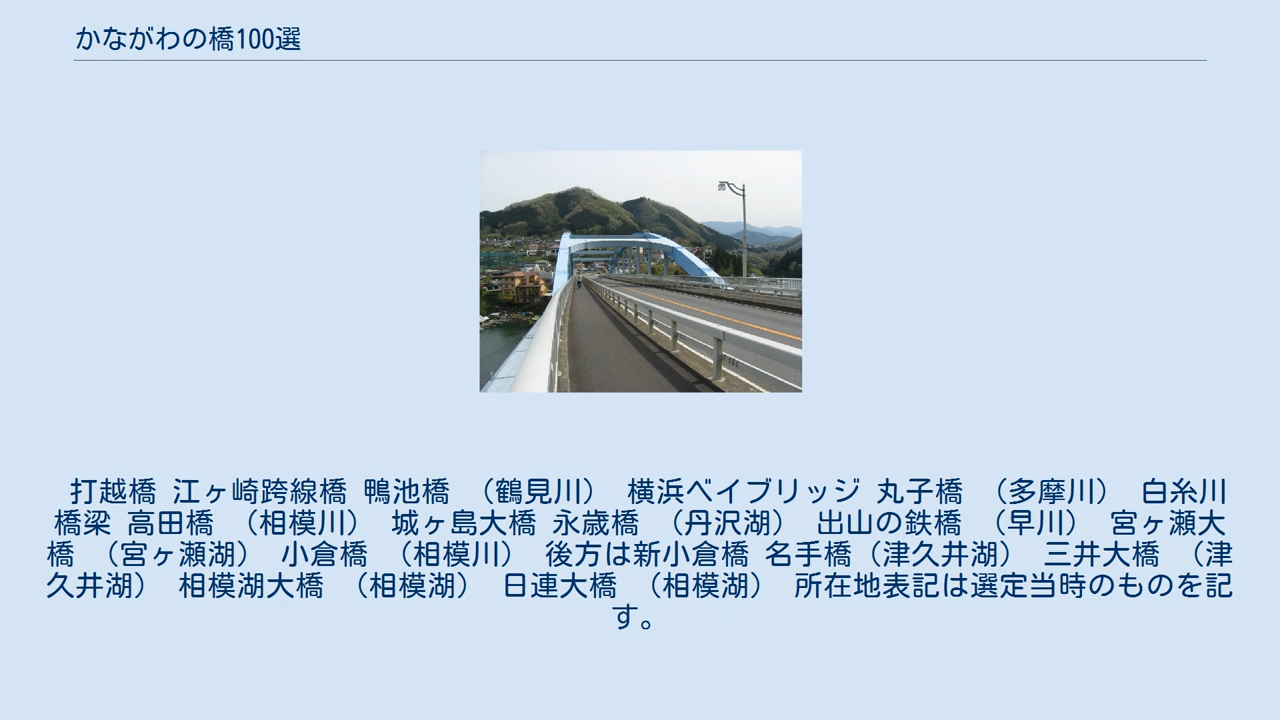 かながわの橋100選
打越橋 江ヶ崎跨線橋 鴨池橋 （鶴見川） 横浜ベイブリッジ 丸子橋 （多摩川） 白糸川
橋梁 高田橋 （相模川） 城ヶ島大橋 永歳橋 （丹沢湖） 出山の鉄橋 （早川） 宮ヶ瀬大
橋 （宮ヶ瀬湖） 小倉橋 （相模川） 後方は新小倉橋 名手橋（津久井湖） 三井大橋 （津
久井湖） 相模湖大橋 （相模湖） 日連大橋 （相模湖） 所在地表記は選定当時のものを記
す。